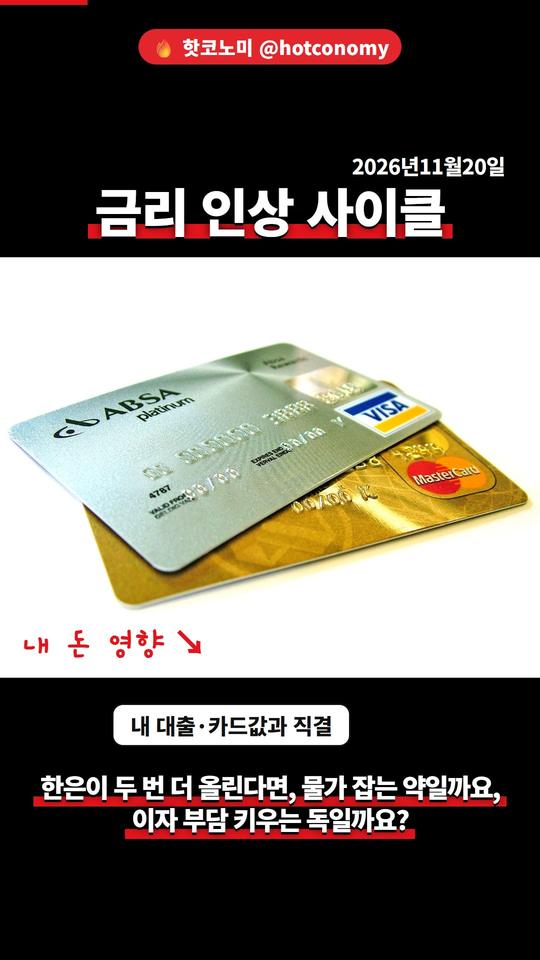 🔥 핫코노미 @hotconomy
2026년11월20일
금리 인상 사이클
ABSA
platinum
Absa
VISA
4787
MasterCard
내 돈 영향 ↘
내 대출·카드값과 직결
한은이 두 번 더 올린다면, 물가 잡는 약일까요,
이자 부담 키우는 독일까요?